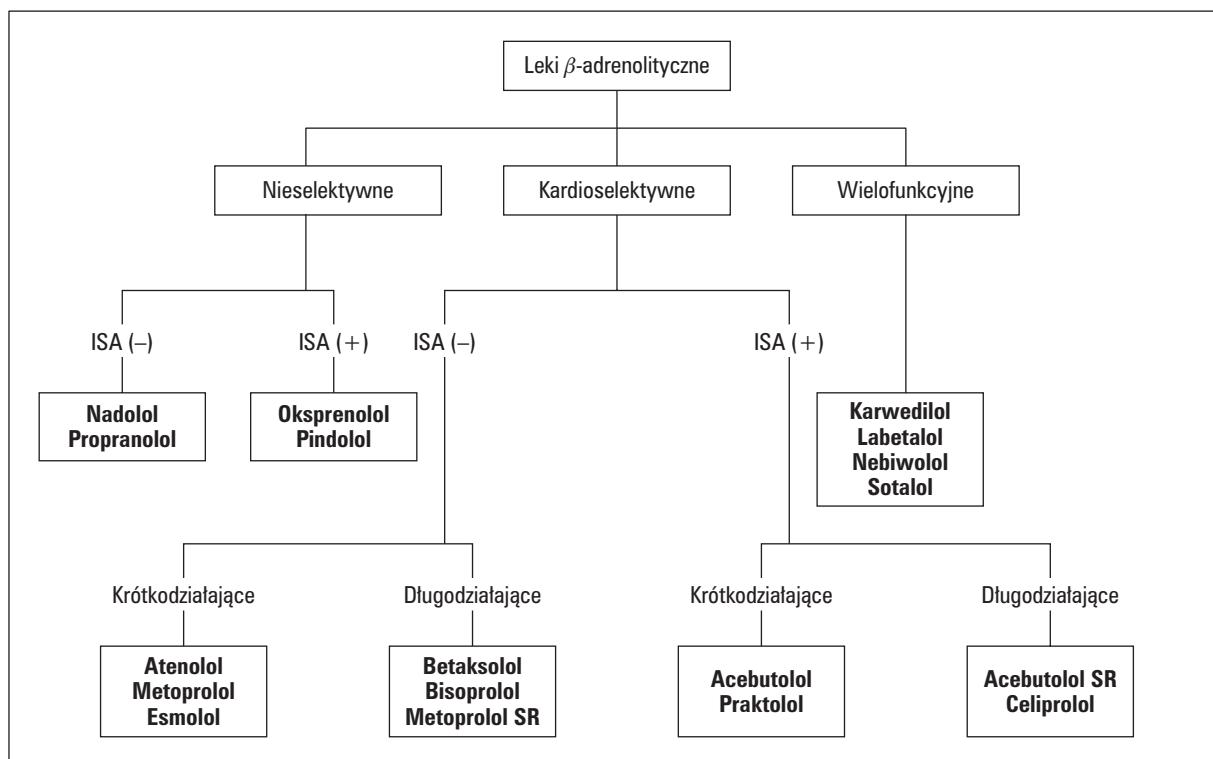 Leki β-adrenolityczne
Nieselektywne
Kardioselektywne
Wielofunkcyjne
ISA (–)
ISA (+)
ISA (–)
ISA (+)
Nadolol
Propranolol
Oksprenolol
Pindolol
Karwedilol
Labetalol
Nebiwolol
Sotalol
Krótkodziałające
Długodziałające
Krótkodziałające
Długodziałające
Atenolol
Metoprolol
Esmolol
Betaksolol
Bisoprolol
Metoprolol SR
Acebutolol
Praktolol
Acebutolol SR
Celiprolol